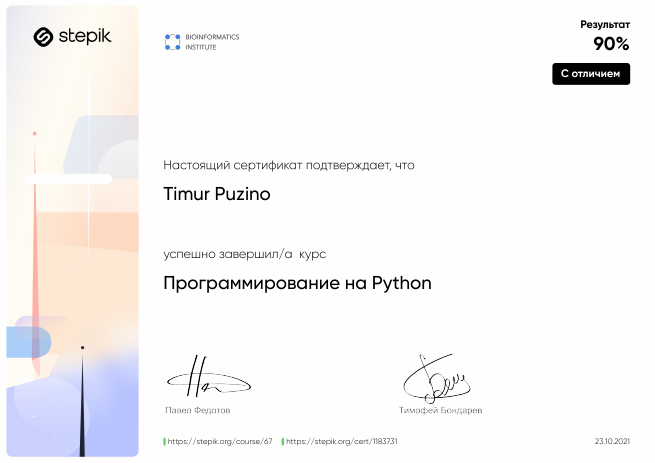 stepik
BIOINFORMATICS
INSTITUTE
Результат
90%
С отличием
Настоящий сертификат подтверждает, что
Timur Puzino
успешно завершил/а курс
Программирование на Python
Павел Федотов
Тимофей Бондарев
https://stepik.org/course/67
https://stepik.org/cert/1183731
23.10.2021